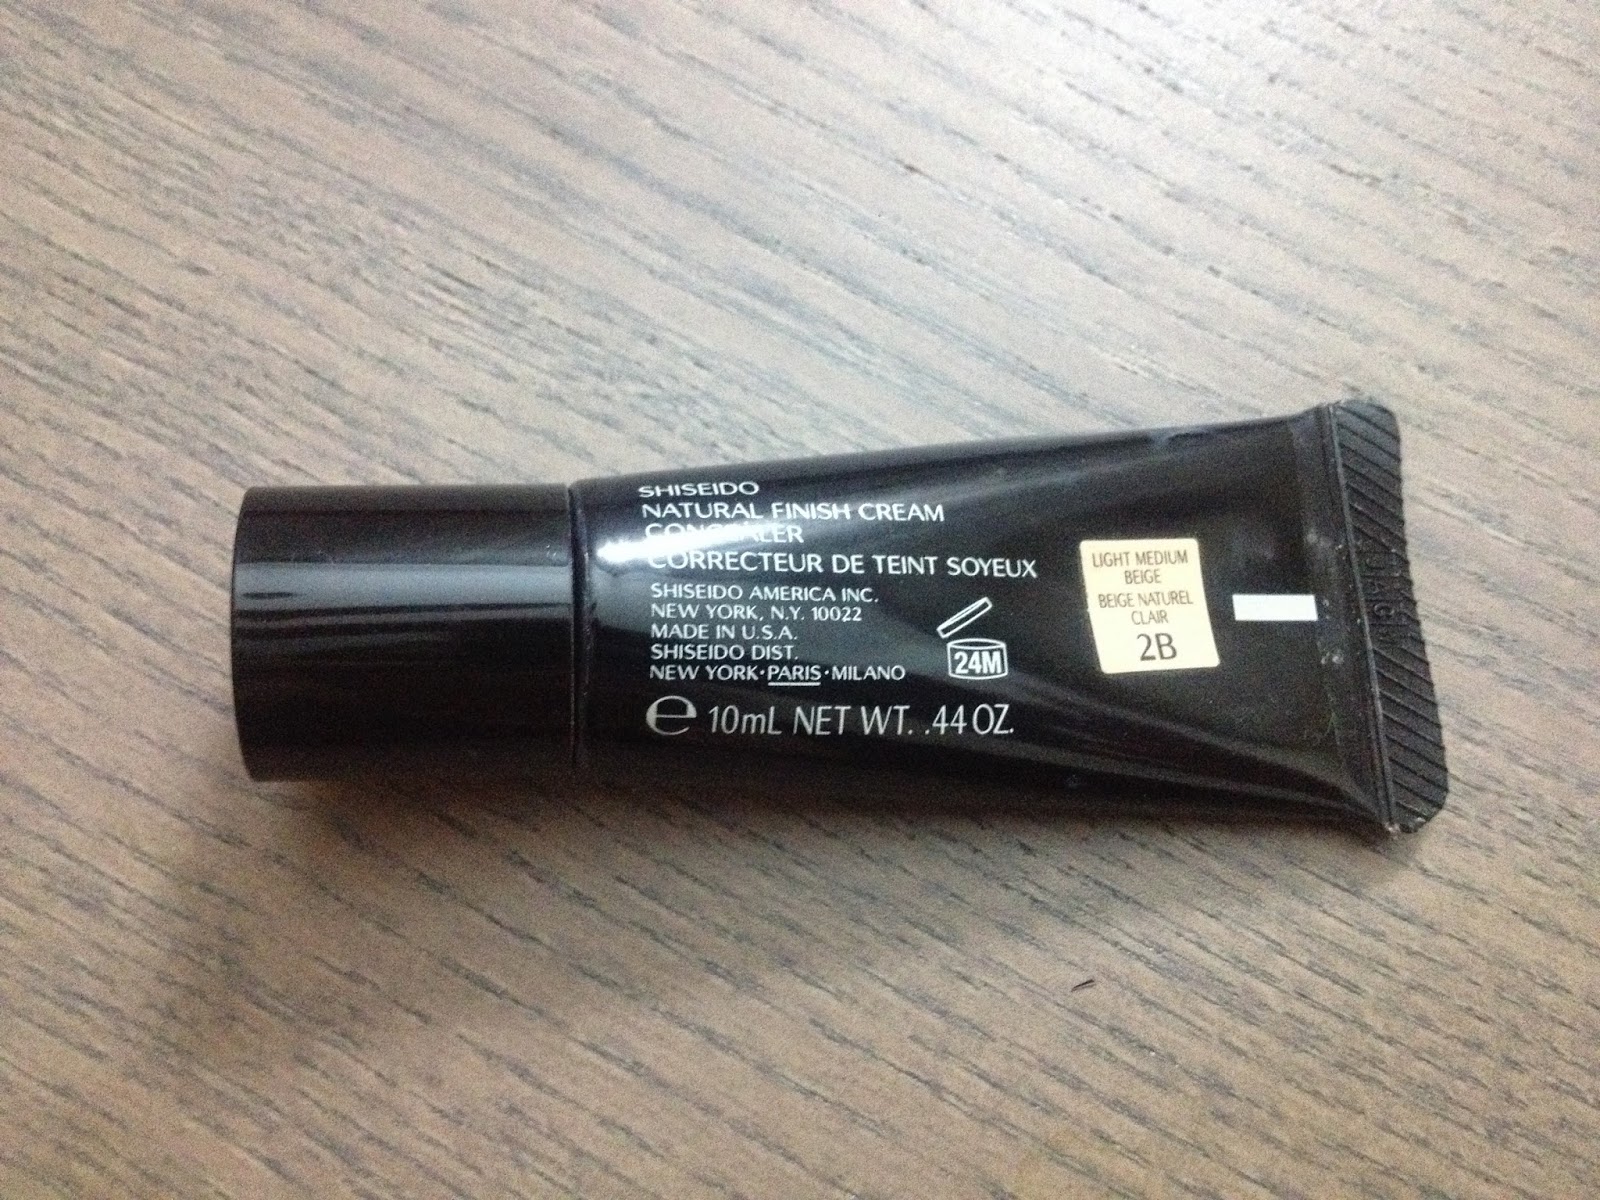 SHISEIDO
NATURAL FINISH CREAM
CONCEALER
CORRECTEUR DE TEINT SOYEUX
SHISEIDO AMERICA INC.
NEW YORK, N.Y. 10022
MADE IN U.S.A.
SHISEIDO DIST.
NEW YORK·PARIS·MILANO
℮ 10mL NET WT. .44 OZ.
24M
LIGHT MEDIUM
BEIGE
BEIGE NATUREL
CLAIR
2B